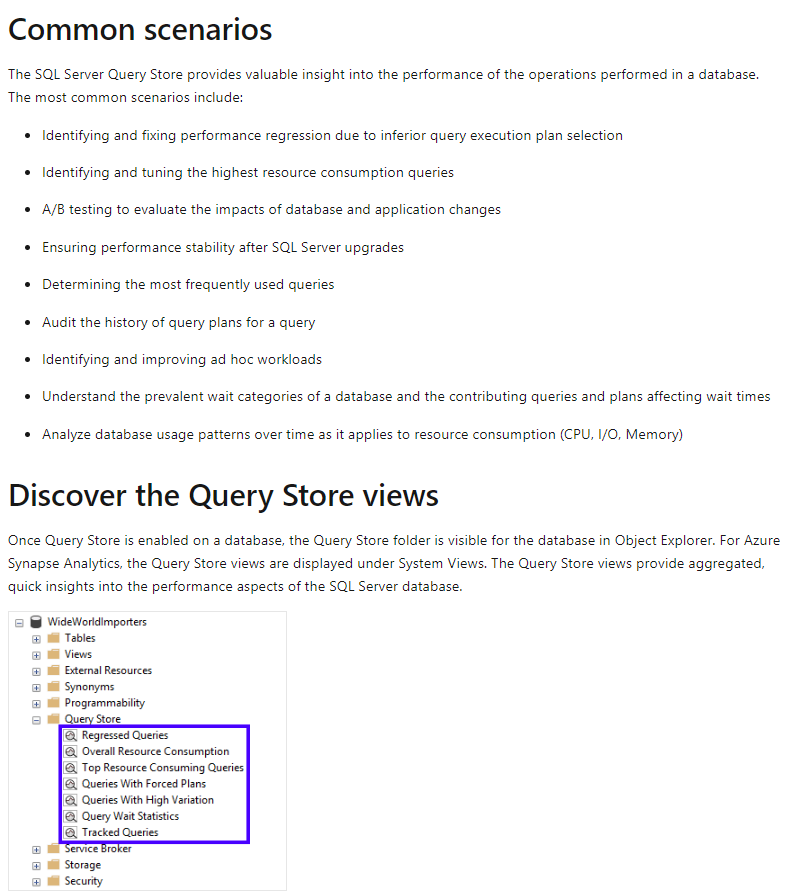 Common scenarios
The SQL Server Query Store provides valuable insight into the performance of the operations performed in a database.
The most common scenarios include:
Identifying and fixing performance regression due to inferior query execution plan selection
Identifying and tuning the highest resource consumption queries
A/B testing to evaluate the impacts of database and application changes
Ensuring performance stability after SQL Server upgrades
Determining the most frequently used queries
Audit the history of query plans for a query
Identifying and improving ad hoc workloads
Understand the prevalent wait categories of a database and the contributing queries and plans affecting wait times
Analyze database usage patterns over time as it applies to resource consumption (CPU, I/O, Memory)
Discover the Query Store views
Once Query Store is enabled on a database, the Query Store folder is visible for the database in Object Explorer. For Azure
Synapse Analytics, the Query Store views are displayed under System Views. The Query Store views provide aggregated,
quick insights into the performance aspects of the SQL Server database.
WideWorldImporters
Tables
Views
External Resources
Synonyms
Programmability
Query Store
Regressed Queries
Overall Resource Consumption
Top Resource Consuming Queries
Queries With Forced Plans
Queries With High Variation
Query Wait Statistics
Tracked Queries
Service Broker
Storage
Security